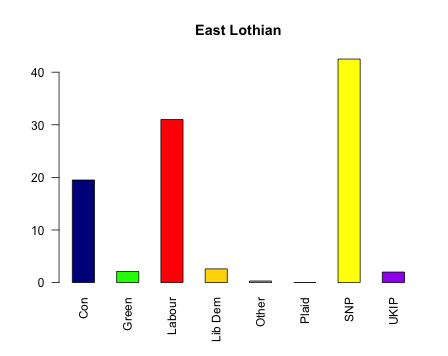 East Lothian
40
30
20
10
0
Con
Green
Labour
Lib Dem
Other
Plaid
SNP
UKIP